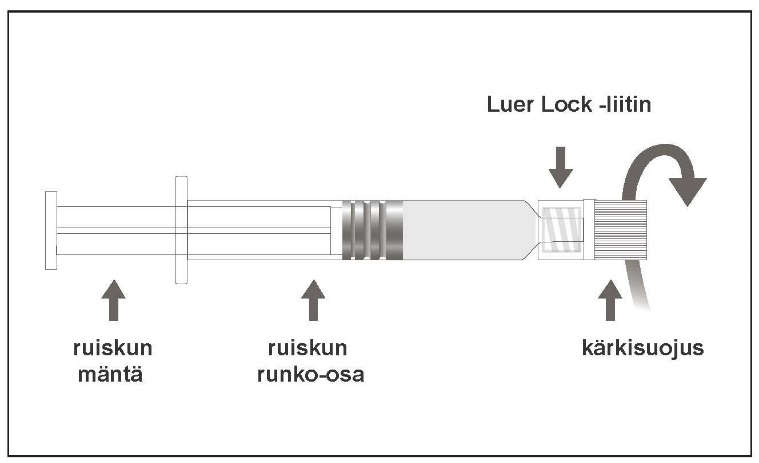 Luer Lock -liitin
ruiskun
mäntä
ruiskun
runko-osa
kärkisuojus